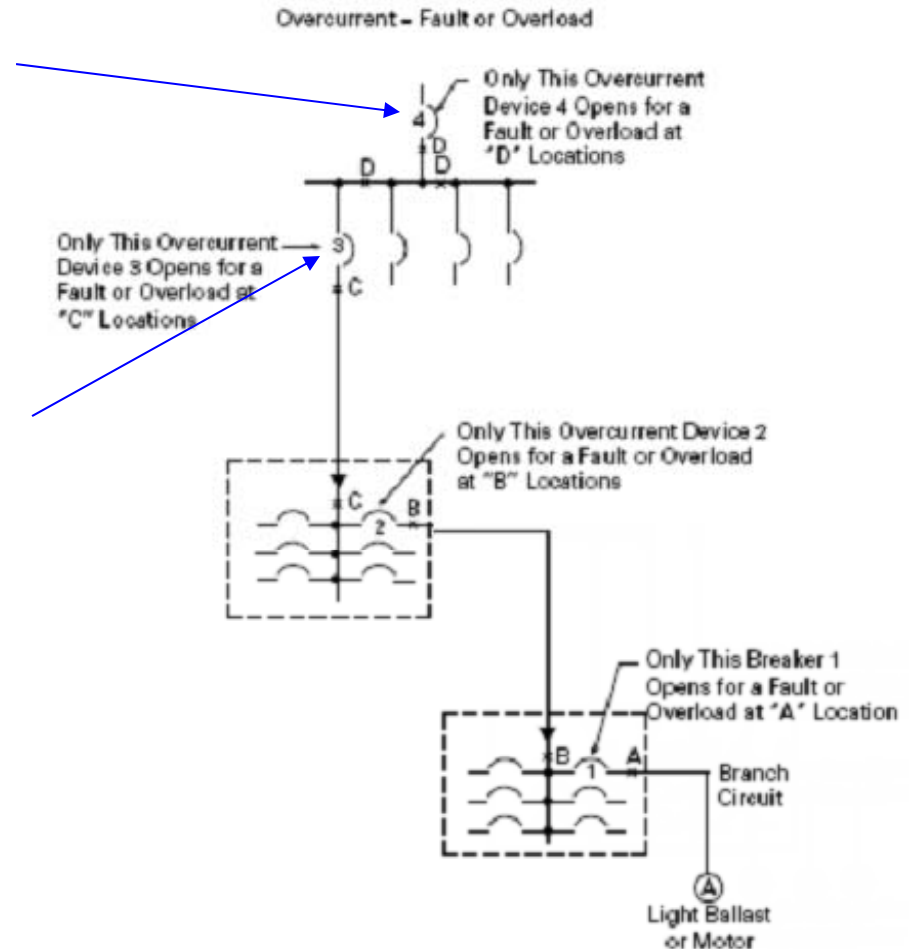 Overcurrent – Fault or Overload
Only This Overcurrent
Device 4 Opens for a
Fault or Overload at
"D" Locations
4
D
D
D
Only This Overcurrent
Device 3 Opens for a
Fault or Overload at
"C" Locations
3
C
Only This Overcurrent Device 2
Opens for a Fault or Overload
at "B" Locations
C
B
2
Only This Breaker 1
Opens for a Fault or
Overload at "A" Location
B
A
1
Branch
Circuit
A
Light Ballast
or Motor